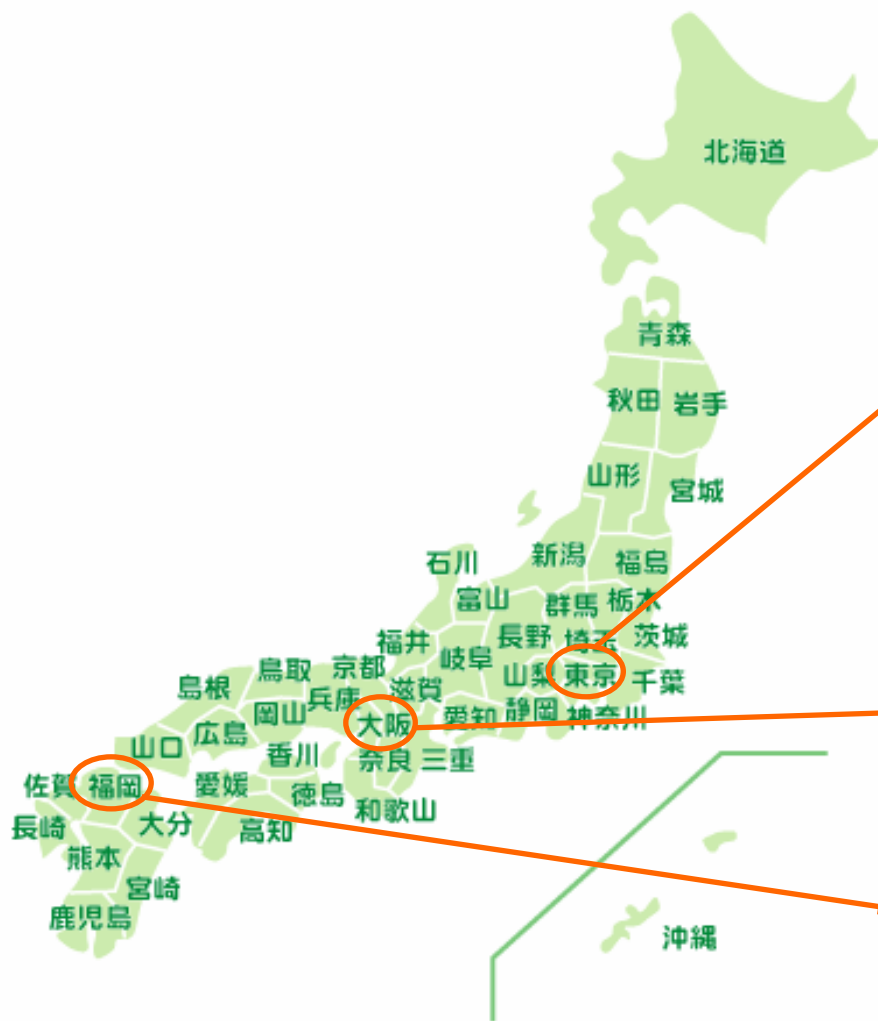 北海道
青森
秋田
岩手
山形
宮城
石川
新潟
福島
富山
群馬
栃木
福井
長野
埼玉
茨城
岐阜
島根
鳥取
京都
滋賀
山梨
東京
千葉
兵庫
岡山
大阪
愛知
静岡
神奈川
山口
広島
香川
奈良
三重
佐賀
福岡
愛媛
徳島
和歌山
長崎
大分
高知
熊本
宮崎
鹿児島
沖縄